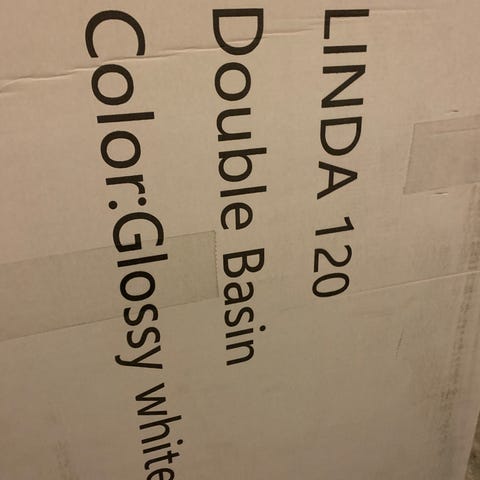 LINDA 120
Double Basin
Color:Glossy white